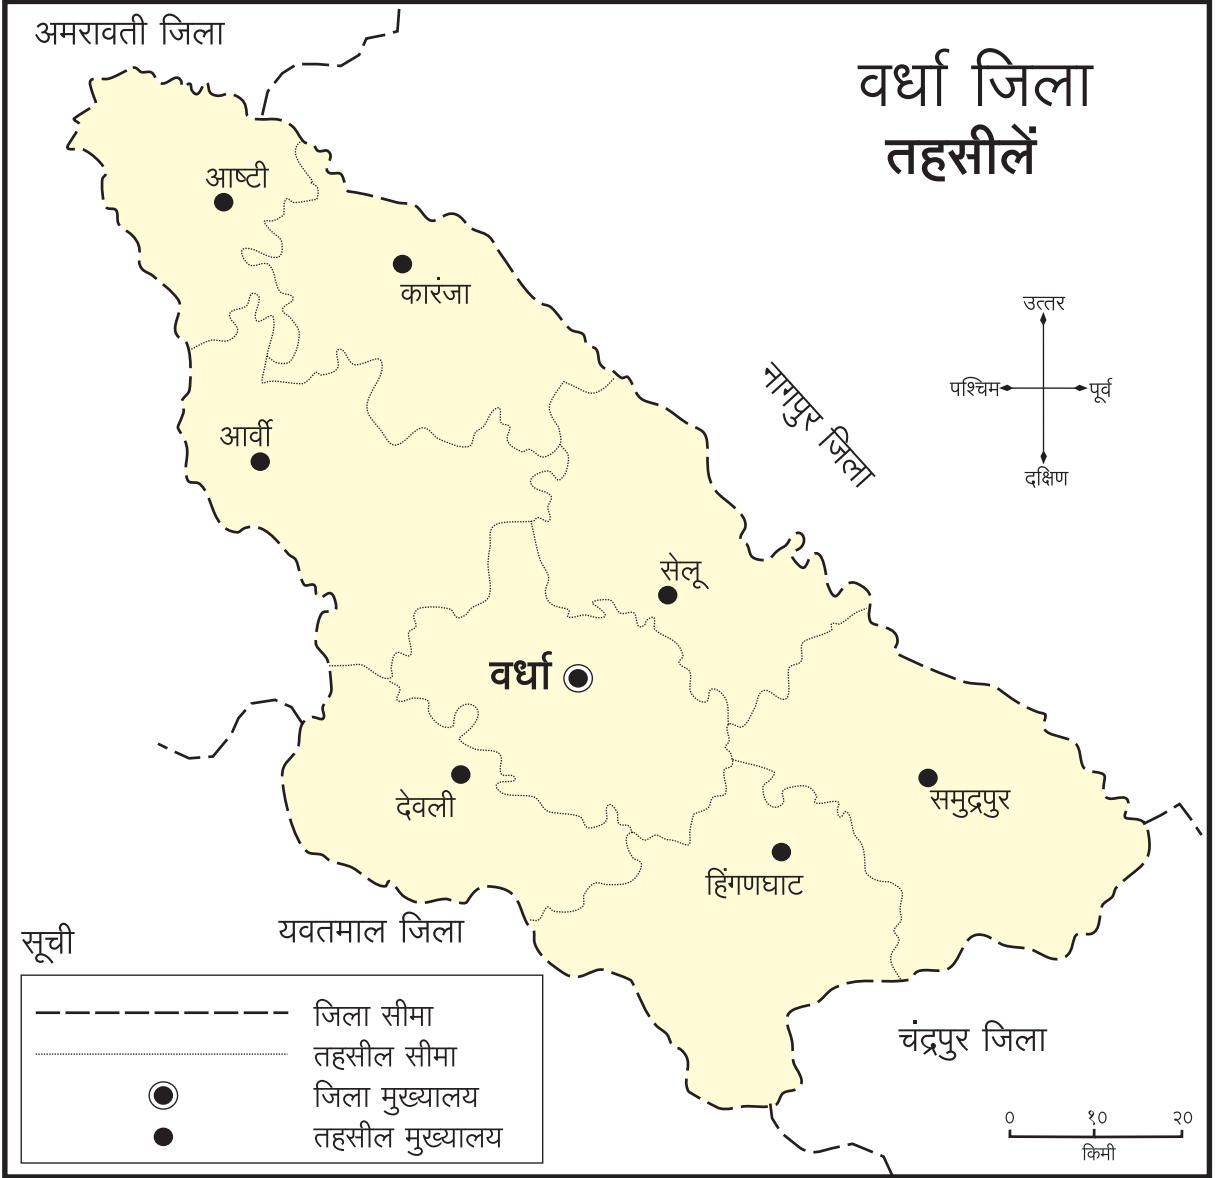 अमरावती जिला
वर्धा जिला
तहसीलें
आष्टी
कारंजा
उत्तर
पश्चिम
पूर्व
दक्षिण
नागपुर जिला
आर्वी
सेलू
वर्धा
देवली
समुद्रपुर
हिंगणघाट
यवतमाल जिला
चंद्रपुर जिला
सूची
जिला सीमा
तहसील सीमा
जिला मुख्यालय
तहसील मुख्यालय
० १० २०
किमी